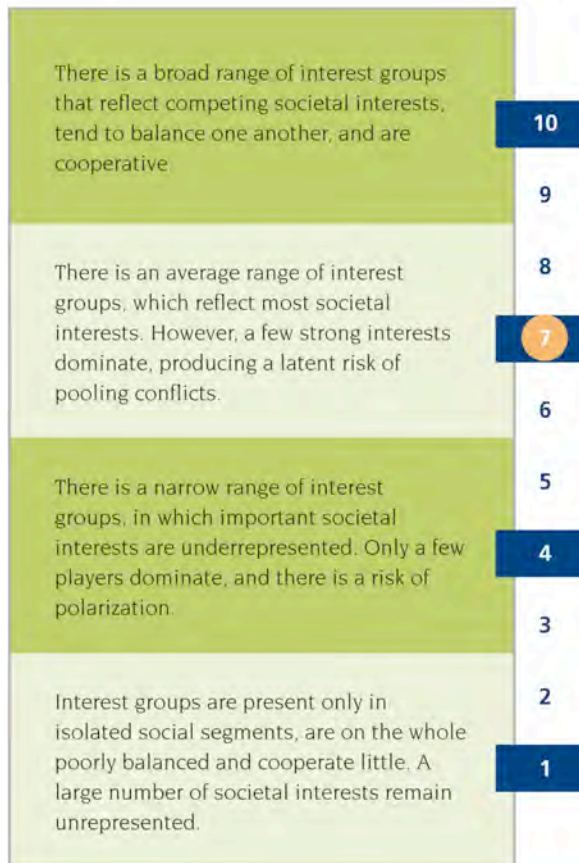 There is a broad range of interest groups
that reflect competing societal interests,
tend to balance one another, and are
cooperative
10
9
There is an average range of interest
groups, which reflect most societal
interests. However, a few strong interests
dominate, producing a latent risk of
pooling conflicts.
8
7
6
There is a narrow range of interest
groups, in which important societal
interests are underrepresented. Only a few
players dominate, and there is a risk of
polarization.
5
4
3
Interest groups are present only in
isolated social segments, are on the whole
poorly balanced and cooperate little. A
large number of societal interests remain
unrepresented.
2
1